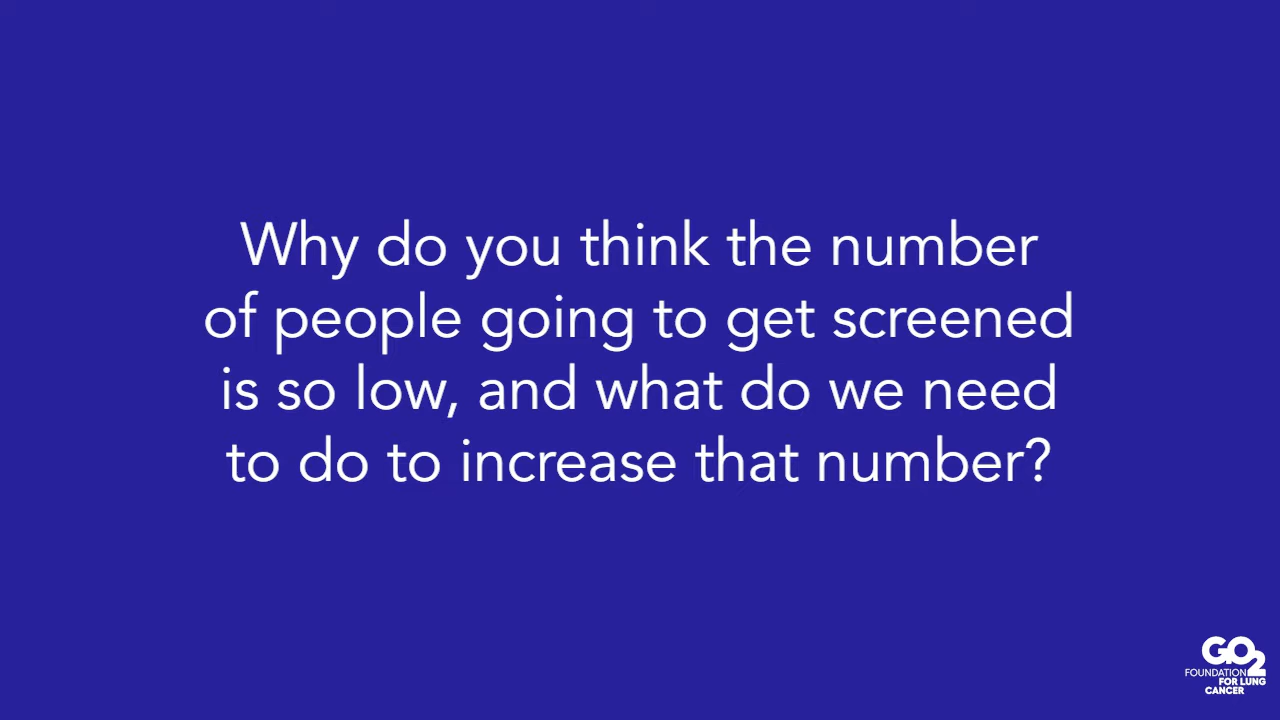 Why do you think the number
of people going to get screened
is so low, and what do we need
to do to increase that number?
GO2
FOUNDATION
FOR LUNG
CANCER